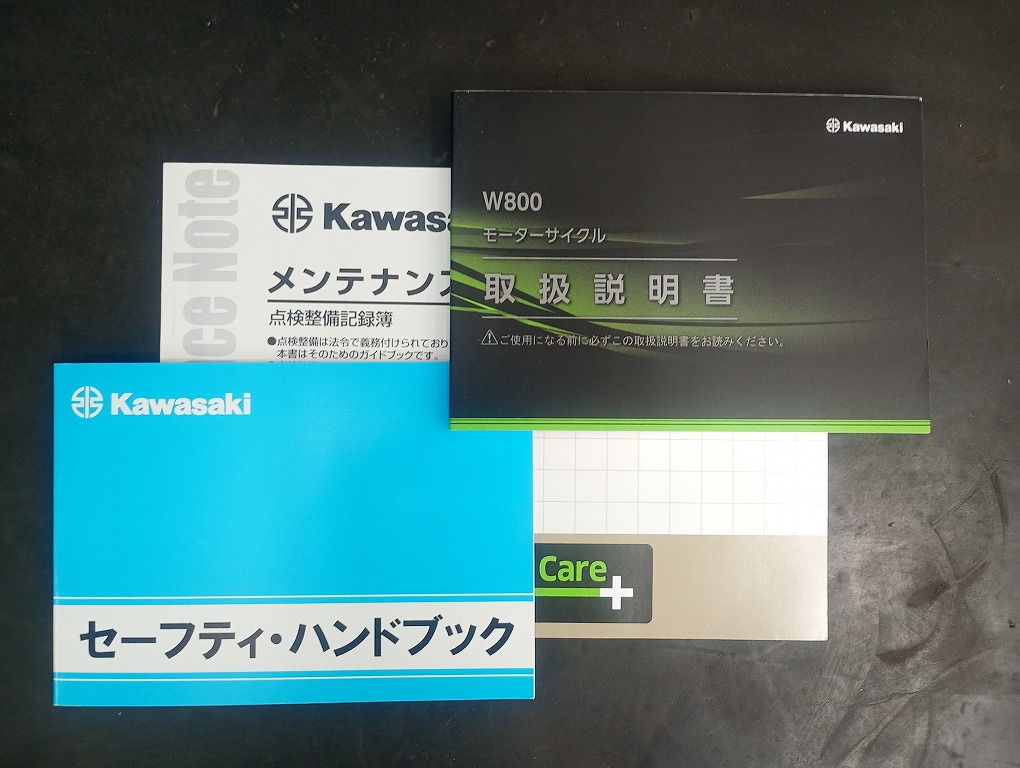 Kawasaki
W800
モーターサイクル
取扱説明書
⚠ご使用になる前に必ずこの取扱説明書をお読みください。
ce Note
Kawasa
メンテナンス
点検整備記録簿
●点検整備は法令で義務付けられており
本書はそのためのガイドブックです。
Kawasaki
セーフティ・ハンドブック
Care